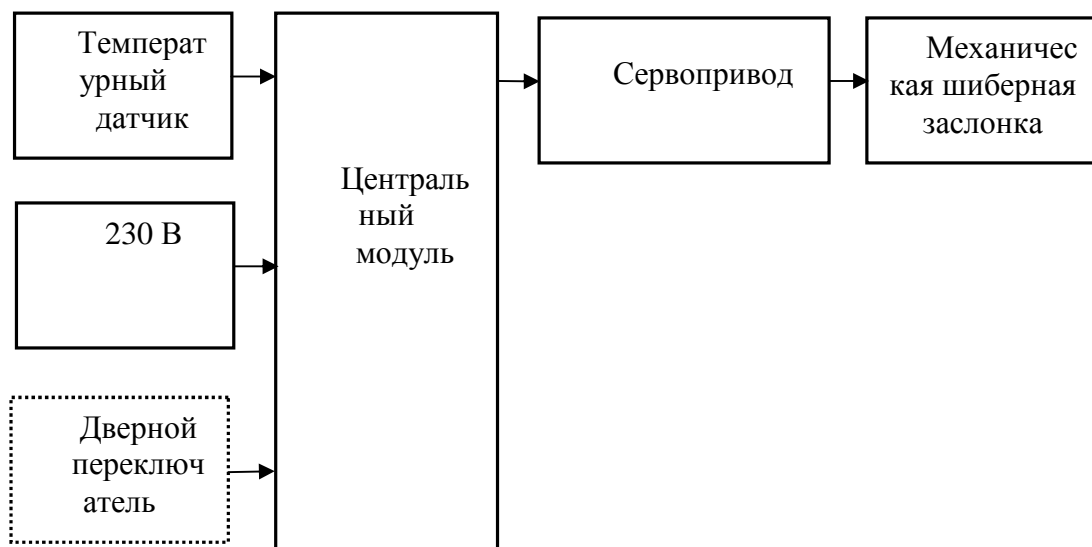 Температ
урный
датчик
230 В
Дверной
переключ
атель
Централь
ный
модуль
Сервопривод
Механичес
кая шиберная
заслонка